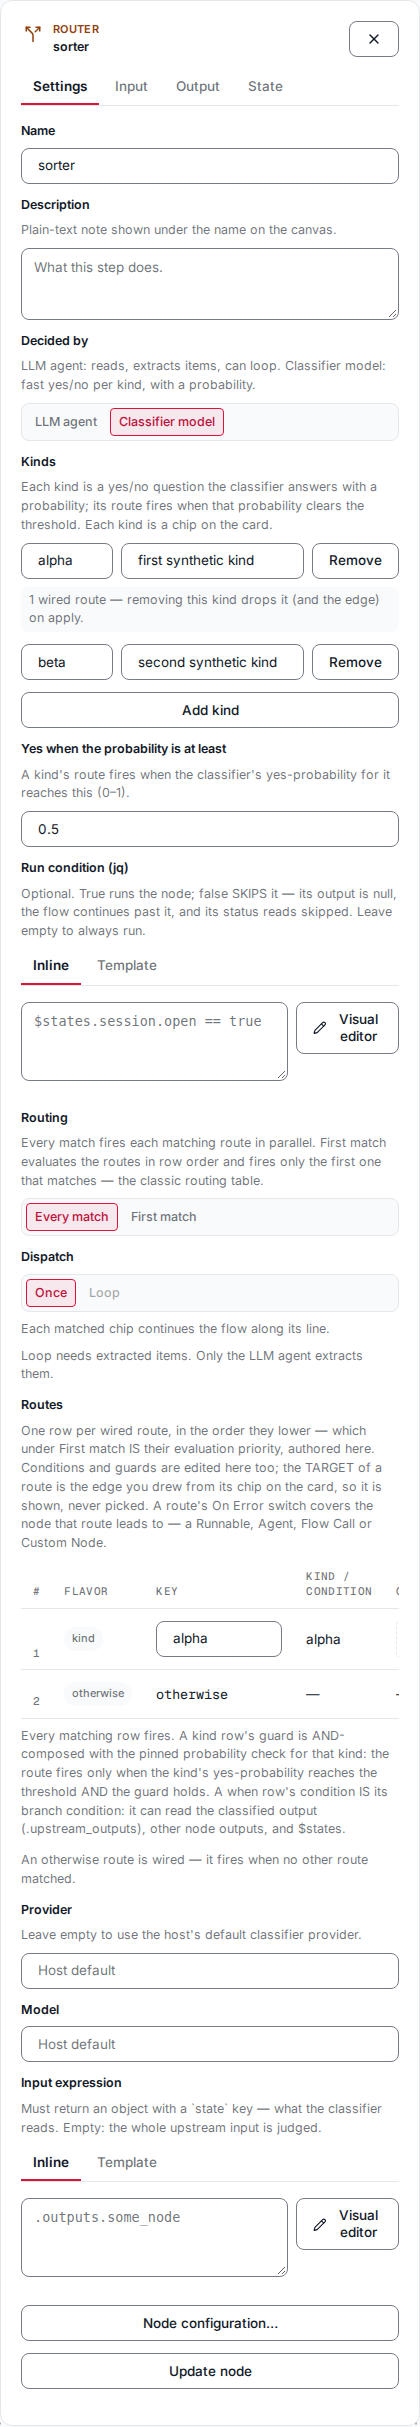 ROUTER
sorter
Settings Input Output State
Name
sorter
Description
Plain-text note shown under the name on the canvas.
What this step does.
Decided by
LLM agent: reads, extracts items, can loop. Classifier model:
fast yes/no per kind, with a probability.
LLM agent Classifier model
Kinds
Each kind is a yes/no question the classifier answers with a
probability; its route fires when that probability clears the
threshold. Each kind is a chip on the card.
alpha first synthetic kind Remove
1 wired route — removing this kind drops it (and the edge)
on apply.
beta second synthetic kind Remove
Add kind
Yes when the probability is at least
A kind's route fires when the classifier's yes-probability for it
reaches this (0–1).
0.5
Run condition (jq)
Optional. True runs the node; false SKIPS it — its output is null,
the flow continues past it, and its status reads skipped. Leave
empty to always run.
Inline Template
$states.session.open == true
Visual
editor
Routing
Every match fires each matching route in parallel. First match
evaluates the routes in row order and fires only the first one
that matches — the classic routing table.
Every match First match
Dispatch
Once Loop
Each matched chip continues the flow along its line.
Loop needs extracted items. Only the LLM agent extracts
them.
Routes
One row per wired route, in the order they lower — which
under First match IS their evaluation priority, authored here.
Conditions and guards are edited here too; the TARGET of a
route is the edge you drew from its chip on the card, so it is
shown, never picked. A route's On Error switch covers the
node that route leads to — a Runnable, Agent, Flow Call or
Custom Node.
# FLAVOR KEY KIND /
CONDITION
1 kind alpha alpha
2 otherwise otherwise —
Every matching row fires. A kind row's guard is AND-
composed with the pinned probability check for that kind: the
route fires only when the kind's yes-probability reaches the
threshold AND the guard holds. A when row's condition IS its
branch condition: it can read the classified output
(.upstream_outputs), other node outputs, and $states.
An otherwise route is wired — it fires when no other route
matched.
Provider
Leave empty to use the host's default classifier provider.
Host default
Model
Host default
Input expression
Must return an object with a `state` key — what the classifier
reads. Empty: the whole upstream input is judged.
Inline Template
.outputs.some_node
Visual
editor
Node configuration...
Update node